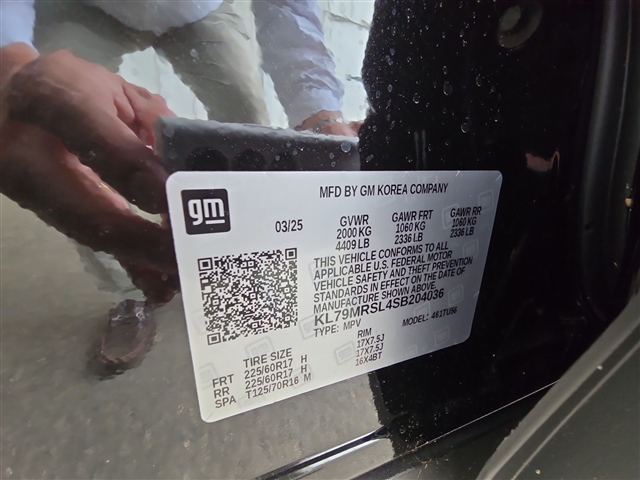 gm
MFD BY GM KOREA COMPANY
03/25
GVWR GAWR FRT GAWR RR
2000 KG 1060 KG 1060 KG
4409 LB 2336 LB 2336 LB
THIS VEHICLE CONFORMS TO ALL
APPLICABLE U.S. FEDERAL MOTOR
VEHICLE SAFETY AND THEFT PREVENTION
STANDARDS IN EFFECT ON THE DATE OF
MANUFACTURE SHOWN ABOVE.
KL79MRSL4SB204036
TYPE: MPV MODEL: 461TU56
TIRE SIZE RIM
FRT 225/60R17 H 17X7.5J
RR 225/60R17 H 17X7.5J
SPA T125/70R16 M 16X4BT